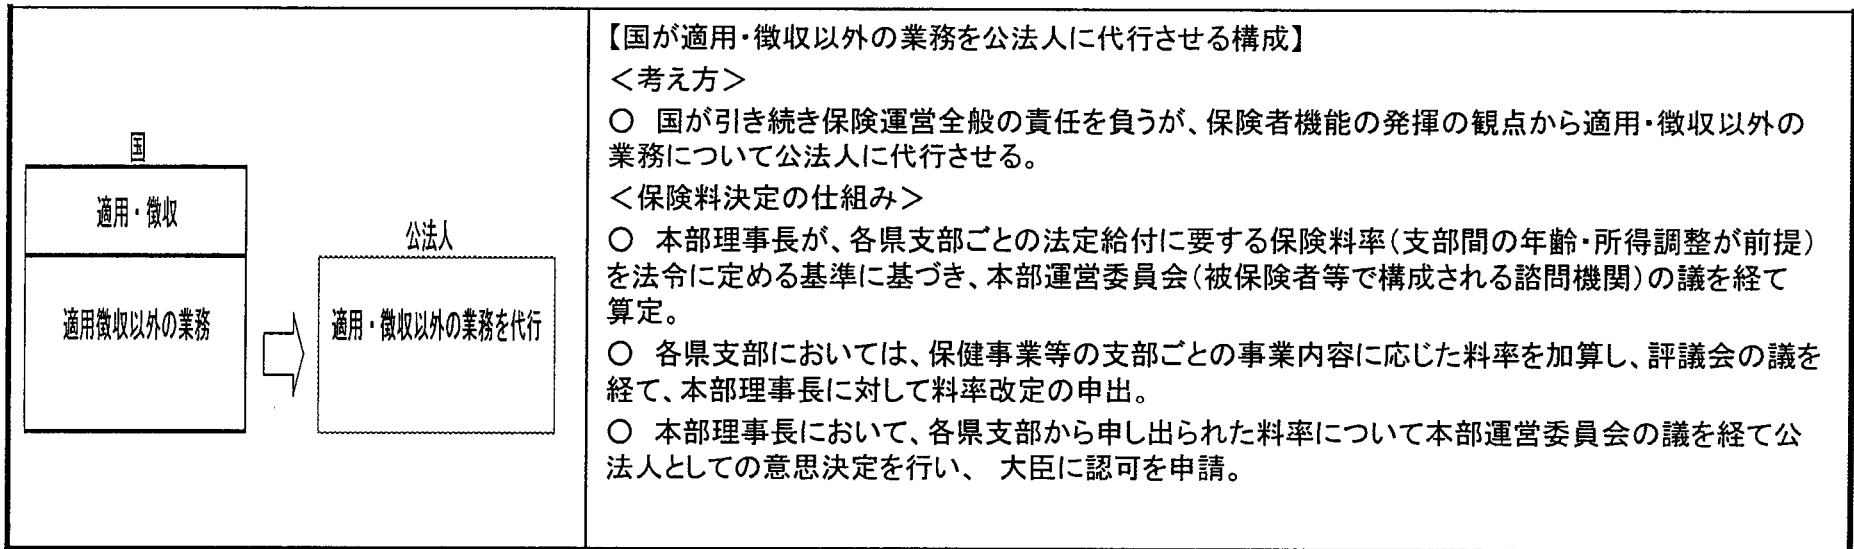 国
適用・徴収
適用徴収以外の業務
公法人
適用・徴収以外の業務を代行
【国が適用・徴収以外の業務を公法人に代行させる構成】
＜考え方＞
○　国が引き続き保険運営全般の責任を負うが、保険者機能の発揮の観点から適用・徴収以外の
業務について公法人に代行させる。
＜保険料決定の仕組み＞
○　本部理事長が、各県支部ごとの法定給付に要する保険料率（支部間の年齢・所得調整が前提）
を法令に定める基準に基づき、本部運営委員会（被保険者等で構成される諮問機関）の議を経て
算定。
○　各県支部においては、保健事業等の支部ごとの事業内容に応じた料率を加算し、評議会の議を
経て、本部理事長に対して料率改定の申出。
○　本部理事長において、各県支部から申し出られた料率について本部運営委員会の議を経て公
法人としての意思決定を行い、　大臣に認可を申請。